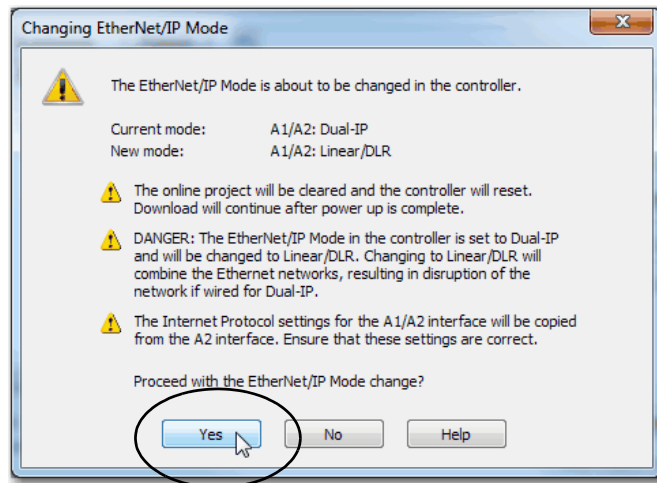 Changing EtherNet/IP Mode
The EtherNet/IP Mode is about to be changed in the controller.
Current mode: A1/A2: Dual-IP
New mode: A1/A2: Linear/DLR
The online project will be cleared and the controller will reset.
Download will continue after power up is complete.
DANGER: The EtherNet/IP Mode in the controller is set to Dual-IP
and will be changed to Linear/DLR. Changing to Linear/DLR will
combine the Ethernet networks, resulting in disruption of the
network if wired for Dual-IP.
The Internet Protocol settings for the A1/A2 interface will be copied
from the A2 interface. Ensure that these settings are correct.
Proceed with the EtherNet/IP Mode change?
Yes No Help